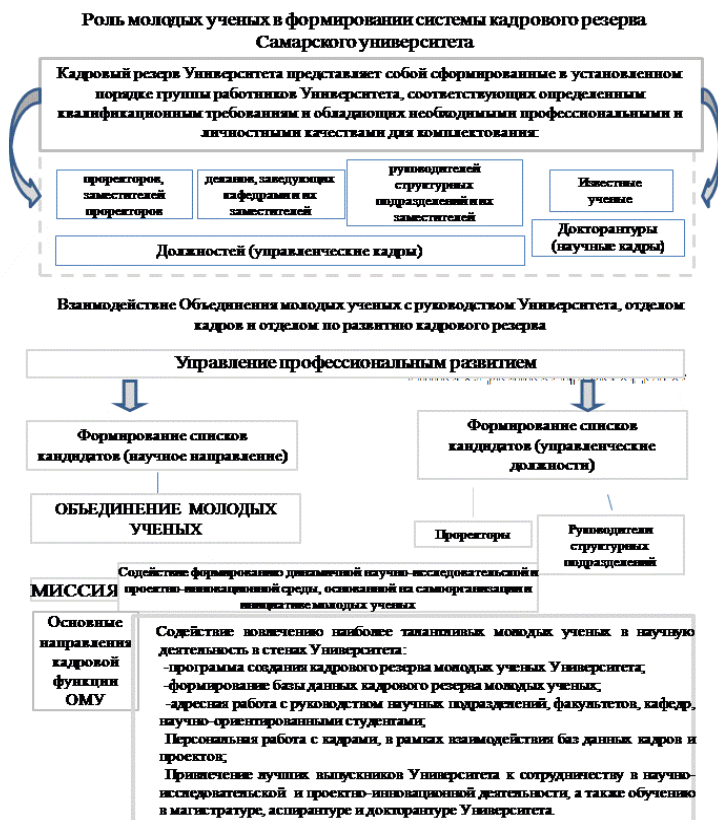 Роль молодых ученых в формировании системы кадрового резерва
Самарского университета
Кадровый резерв Университета представляет собой сформированные в установленном
порядке группы работников Университета, соответствующих определенным
квалификационным требованиям и обладающих необходимыми профессиональными и
личностными качествами для комплектования:
проректоров,
заместителей
проректоров
деканов, заведующих
кафедрами и их
заместителей
руководителей
структурных
подразделений и их
заместителей
Известные
ученые
Должностей (управленческие кадры)
Докторантуры
(научные кадры)
Взаимодействие Объединения молодых ученых с руководством Университета, отделом
кадров и отделом по развитию кадрового резерва
Управление профессиональным развитием
Формирование списков
кандидатов (научное направление)
Формирование списков
кандидатов (управленческие
должности)
ОБЪЕДИНЕНИЕ МОЛОДЫХ
УЧЕНЫХ
Проректоры
Руководители
структурных
подразделений
МИССИЯ
Содействие формированию динамичной научно-исследовательской и
проектно-инновационной среды, основанной на самоорганизации и
инициативе молодых ученых
Основные
направления
кадровой
функции
ОМУ
Содействие вовлечению наиболее талантливых молодых ученых в научную
деятельность в стенах Университета:
-программа создания кадрового резерва молодых ученых Университета;
-формирование базы данных кадрового резерва молодых ученых;
-адресная работа с руководством научных подразделений, факультетов, кафедр,
научно-ориентированными студентами;
Персональная работа с кадрами, в рамках взаимодействия баз данных кадров и
проектов;
Привлечение лучших выпускников Университета к сотрудничеству в научно-
исследовательской и проектно-инновационной деятельности, а также обучению
в магистратуре, аспирантуре и докторантуре Университета.